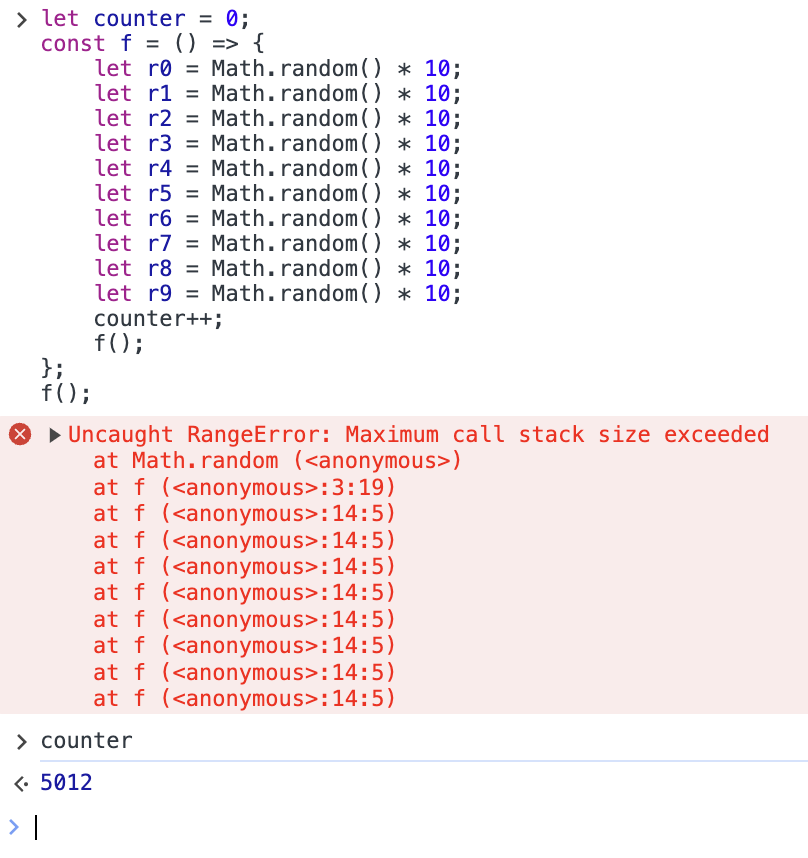 let counter = 0;
const f = () => {
    let r0 = Math.random() * 10;
    let r1 = Math.random() * 10;
    let r2 = Math.random() * 10;
    let r3 = Math.random() * 10;
    let r4 = Math.random() * 10;
    let r5 = Math.random() * 10;
    let r6 = Math.random() * 10;
    let r7 = Math.random() * 10;
    let r8 = Math.random() * 10;
    let r9 = Math.random() * 10;
    counter++;
    f();
};
f();
Uncaught RangeError: Maximum call stack size exceeded
    at Math.random (<anonymous>)
    at f (<anonymous>:3:19)
    at f (<anonymous>:14:5)
    at f (<anonymous>:14:5)
    at f (<anonymous>:14:5)
    at f (<anonymous>:14:5)
    at f (<anonymous>:14:5)
    at f (<anonymous>:14:5)
    at f (<anonymous>:14:5)
    at f (<anonymous>:14:5)
counter
5012